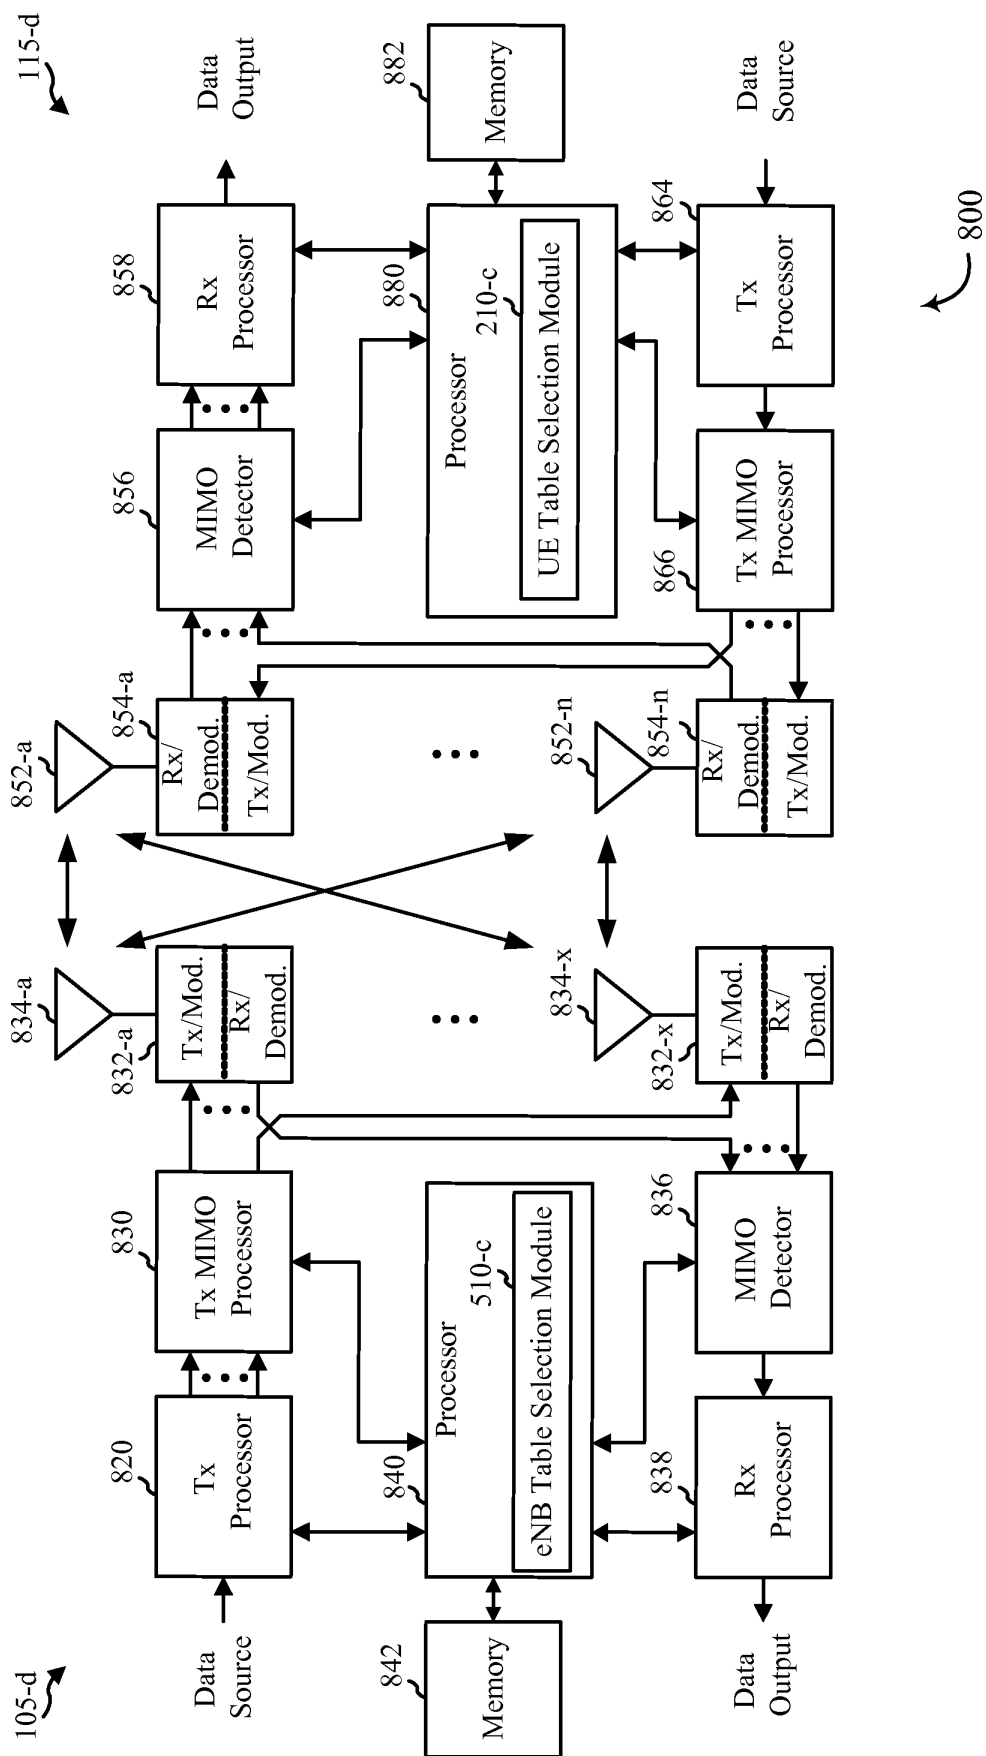 105-d
115-d
834-a
852-a
Data
Source
820
Tx
Processor
830
Tx MIMO
Processor
832-a
Tx/Mod.
Rx/
Demod.
854-a
Rx/
Demod.
Tx/Mod.
856
MIMO
Detector
858
Rx
Processor
Data
Output
842
Memory
840
Processor
510-c
eNB Table Selection Module
880
Processor
210-c
UE Table Selection Module
882
Memory
834-x
852-n
Data
Output
838
Rx
Processor
836
MIMO
Detector
832-x
Tx/Mod.
Rx/
Demod.
854-n
Rx/
Demod.
Tx/Mod.
866
Tx MIMO
Processor
864
Tx
Processor
Data
Source
800